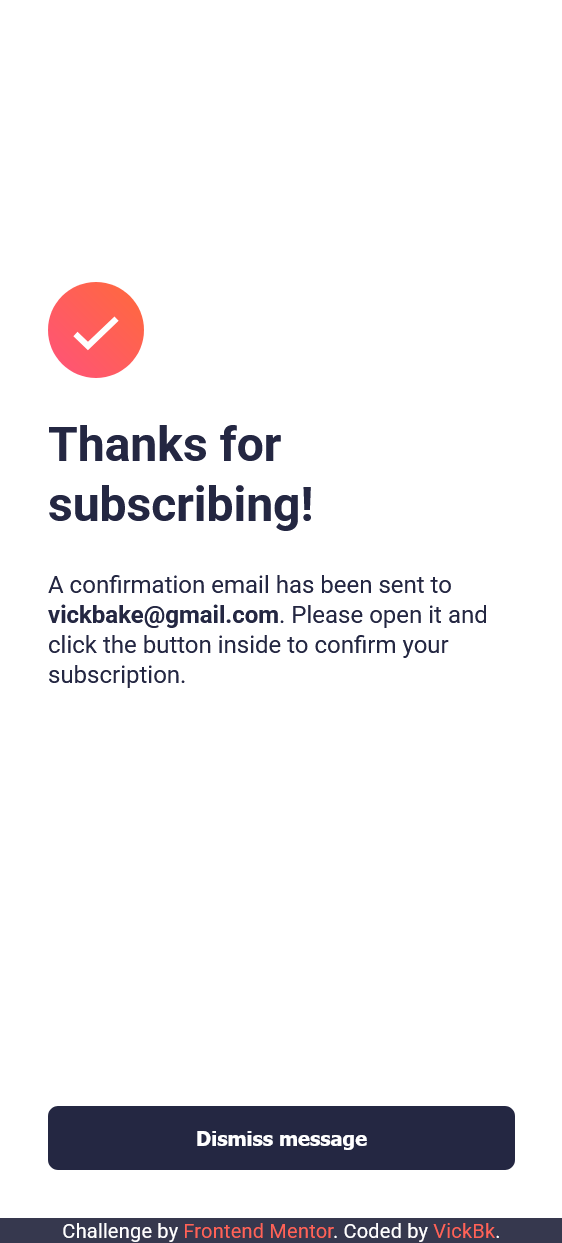 Thanks for
subscribing!
A confirmation email has been sent to
vickbake@gmail.com. Please open it and
click the button inside to confirm your
subscription.
Dismiss message
Challenge by Frontend Mentor. Coded by VickBk.